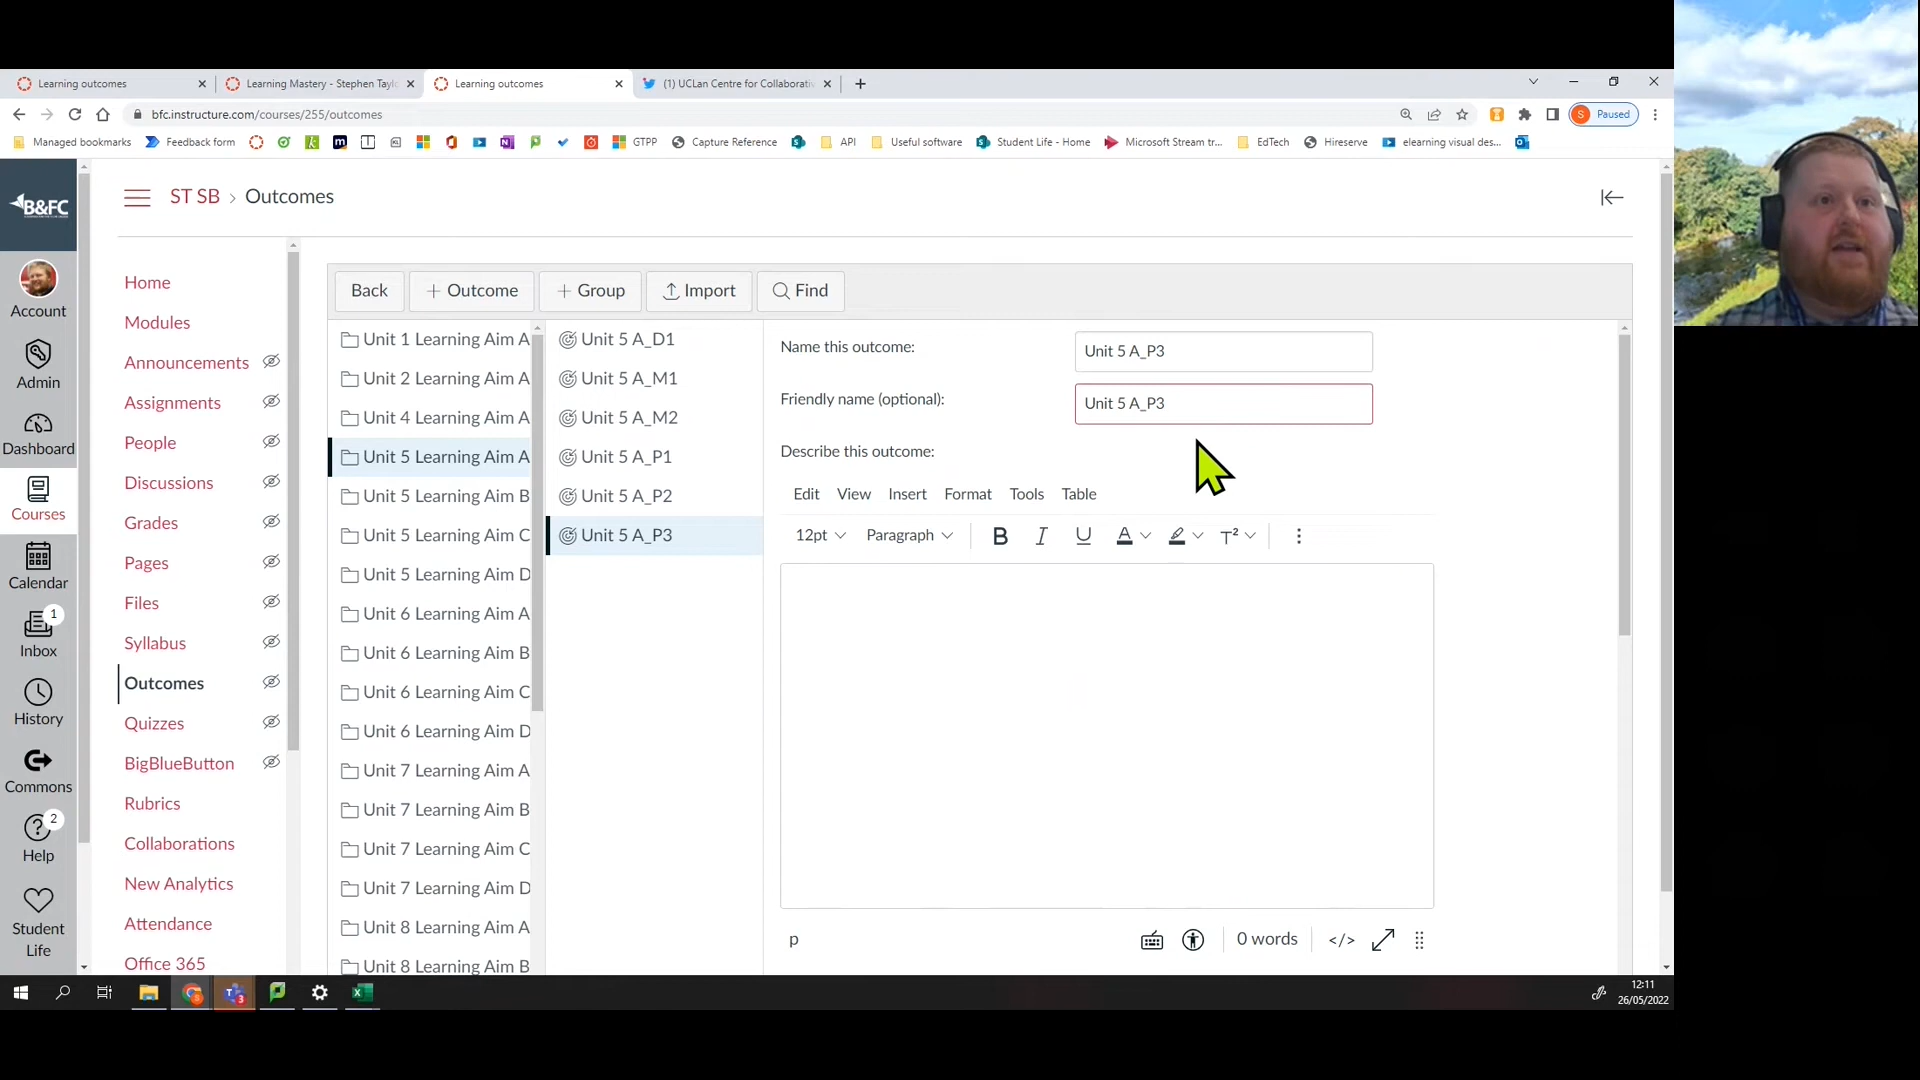 Learning outcomes
Learning Mastery - Stephen Taylo
Learning outcomes
(1) UCLan Centre for Collaborativ
bfc.instructure.com/courses/255/outcomes
S Paused
Managed bookmarks
Feedback form
GTPP
Capture Reference
API
Useful software
Student Life - Home
Microsoft Stream tr...
EdTech
Hireserve
elearning visual des...
B&FC
Account
Admin
Dashboard
Courses
Calendar
1
Inbox
History
Commons
2
Help
Student
Life
ST SB > Outcomes
Home
Modules
Announcements
Assignments
People
Discussions
Grades
Pages
Files
Syllabus
Outcomes
Quizzes
BigBlueButton
Rubrics
Collaborations
New Analytics
Attendance
Office 365
Back
+ Outcome
+ Group
Import
Find
Unit 1 Learning Aim A
Unit 2 Learning Aim A
Unit 4 Learning Aim A
Unit 5 Learning Aim A
Unit 5 Learning Aim B
Unit 5 Learning Aim C
Unit 5 Learning Aim D
Unit 6 Learning Aim A
Unit 6 Learning Aim B
Unit 6 Learning Aim C
Unit 6 Learning Aim D
Unit 7 Learning Aim A
Unit 7 Learning Aim B
Unit 7 Learning Aim C
Unit 7 Learning Aim D
Unit 8 Learning Aim A
Unit 8 Learning Aim B
Unit 5 A_D1
Unit 5 A_M1
Unit 5 A_M2
Unit 5 A_P1
Unit 5 A_P2
Unit 5 A_P3
Name this outcome:
Unit 5 A_P3
Friendly name (optional):
Unit 5 A_P3
Describe this outcome:
Edit View Insert Format Tools Table
12pt Paragraph B I U A T²
p
0 words
</>
12:11
26/05/2022